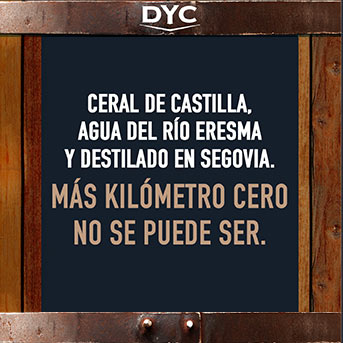 DYC
CERAL DE CASTILLA,
AGUA DEL RÍO ERESMA
Y DESTILADO EN SEGOVIA.
MÁS KILÓMETRO CERO
NO SE PUEDE SER.